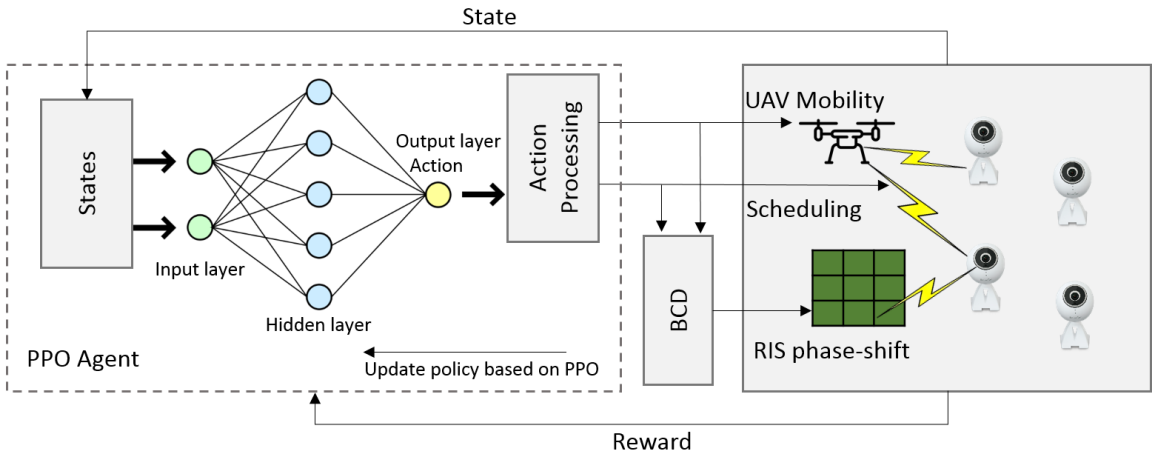 State
UAV Mobility
States
Output layer
Action
Action
Processing
Scheduling
Input layer
Hidden layer
BCD
PPO Agent
Update policy based on PPO
RIS phase-shift
Reward